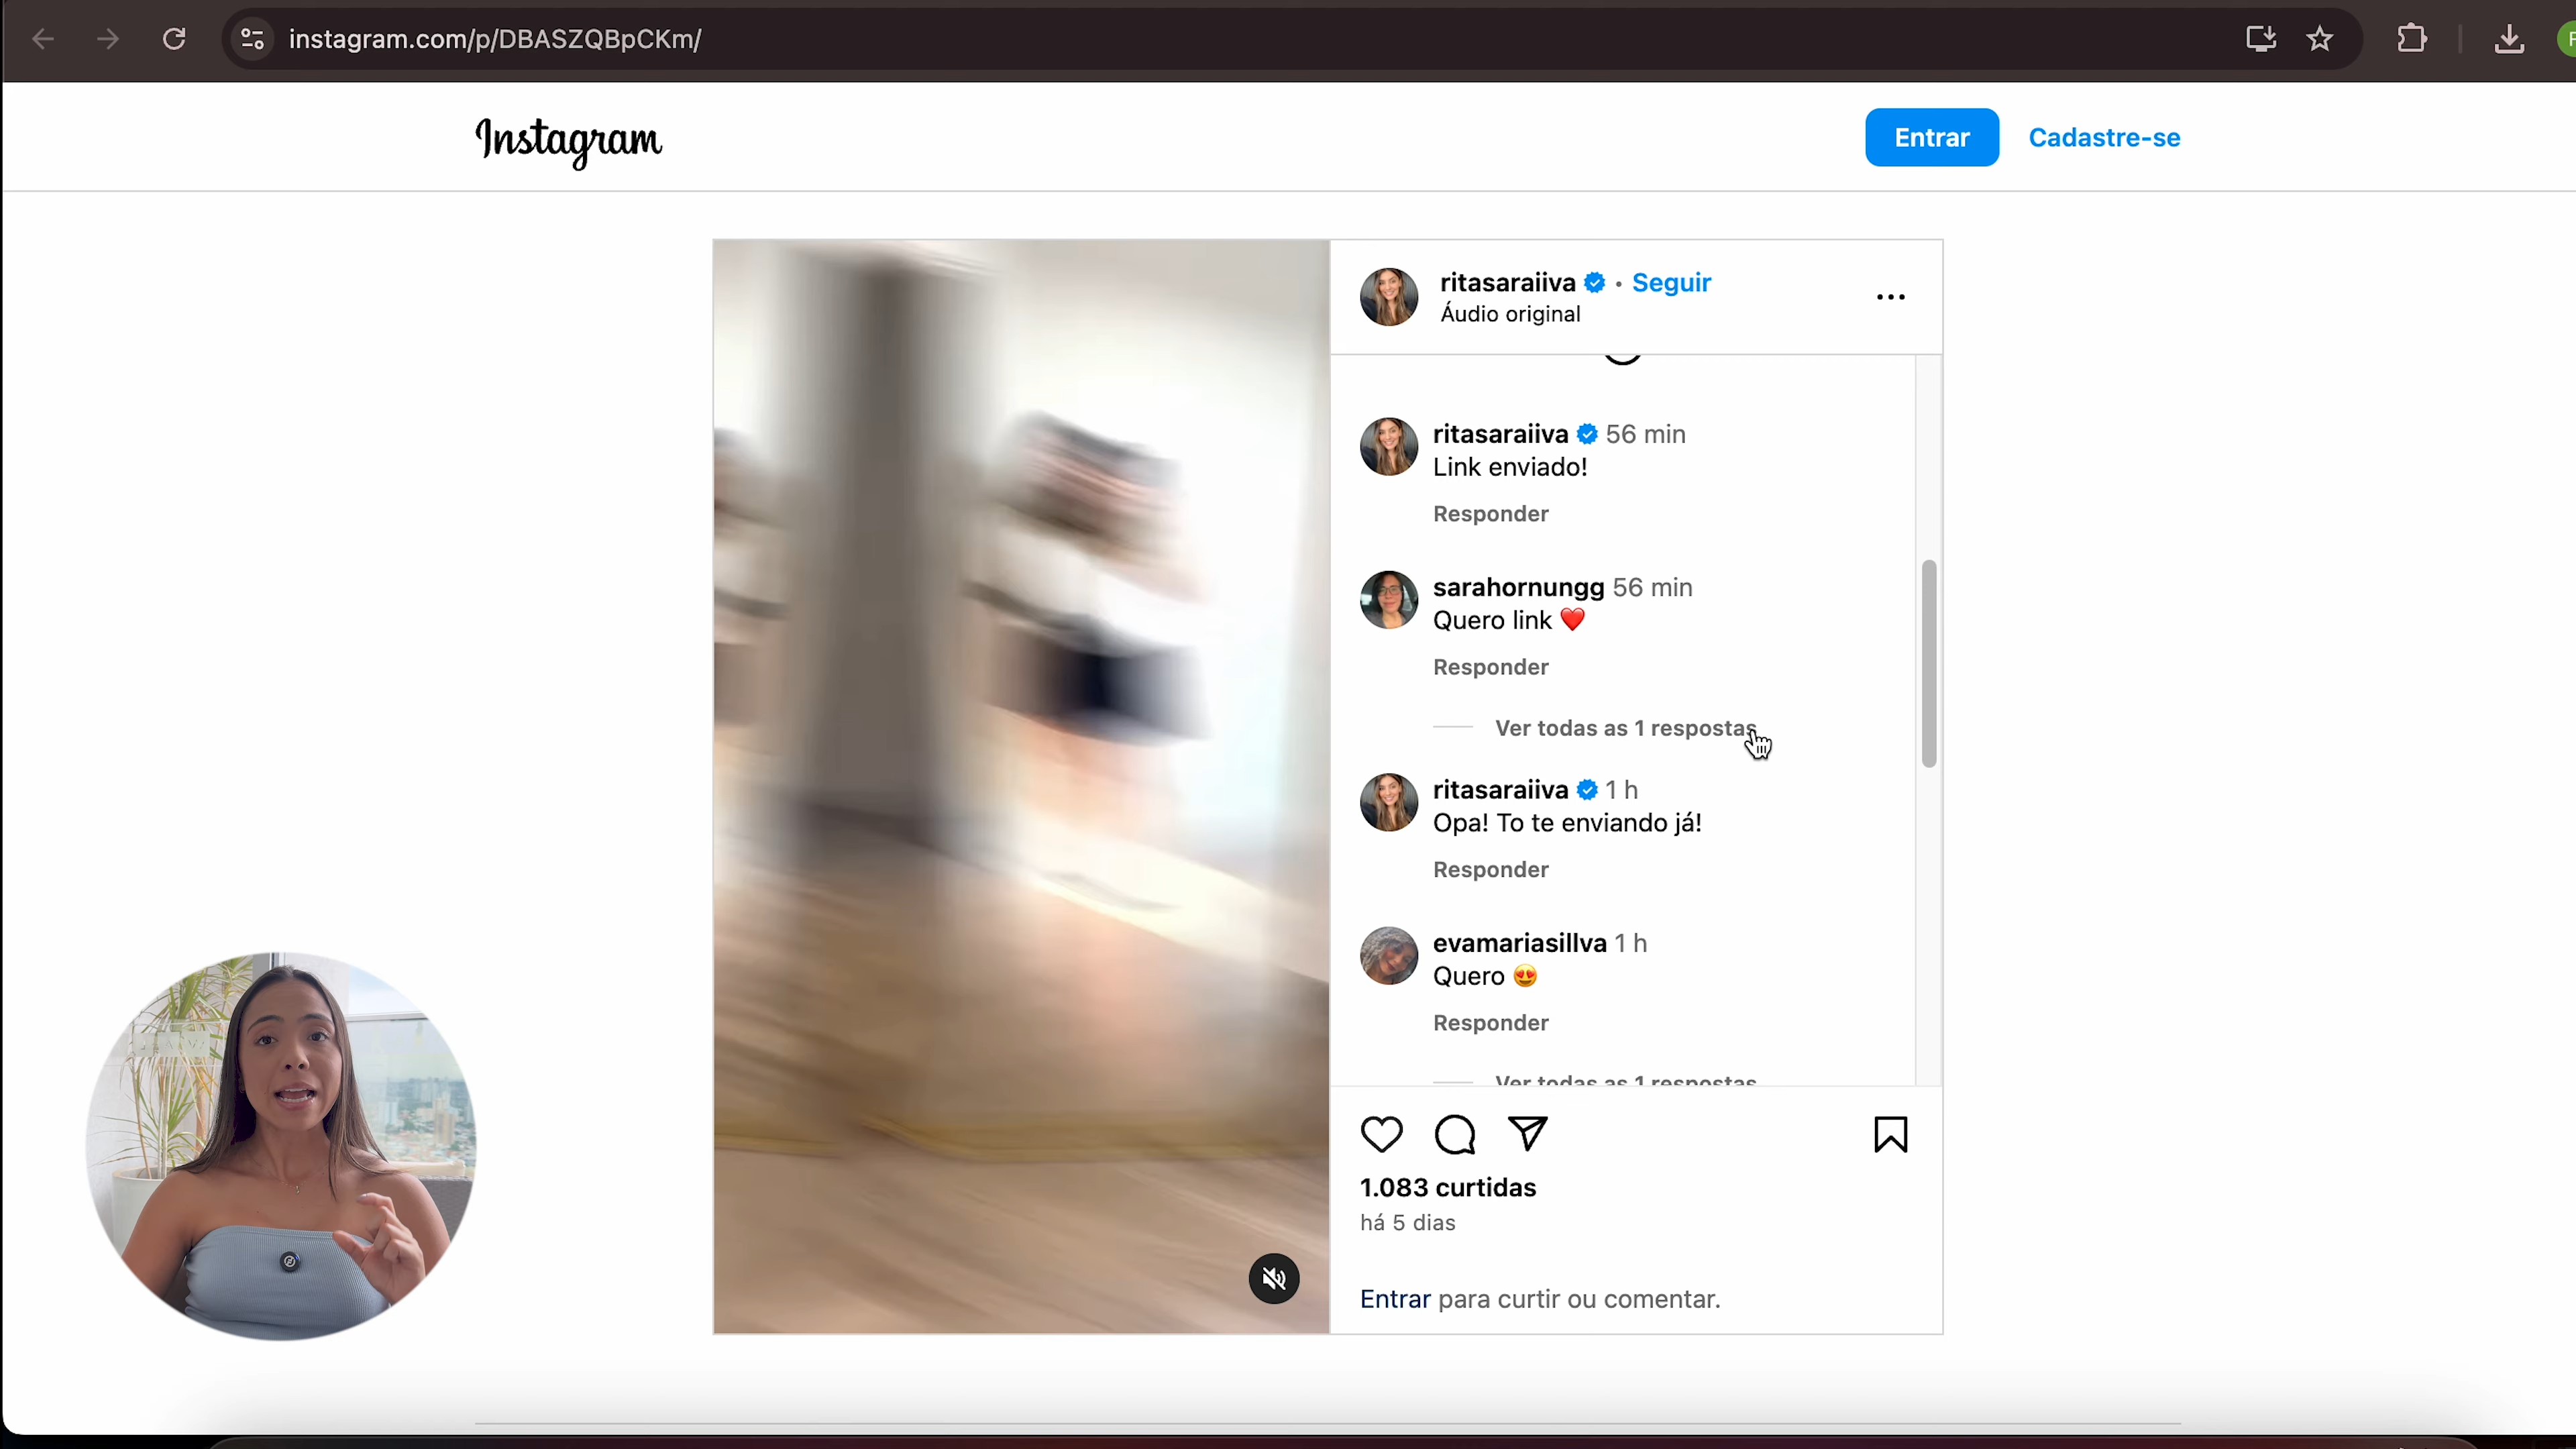 instagram.com/p/DBASZQBpCKm/
Instagram
Entrar
Cadastre-se
ritasaraiiva • Seguir
Áudio original
ritasaraiiva 56 min
Link enviado!
Responder
sarahornungg 56 min
Quero link ❤️
Responder
Ver todas as 1 respostas
ritasaraiiva 1 h
Opa! To te enviando já!
Responder
evamariasillva 1 h
Quero 😍
Responder
Ver todas as 1 respostas
1.083 curtidas
há 5 dias
Entrar para curtir ou comentar.